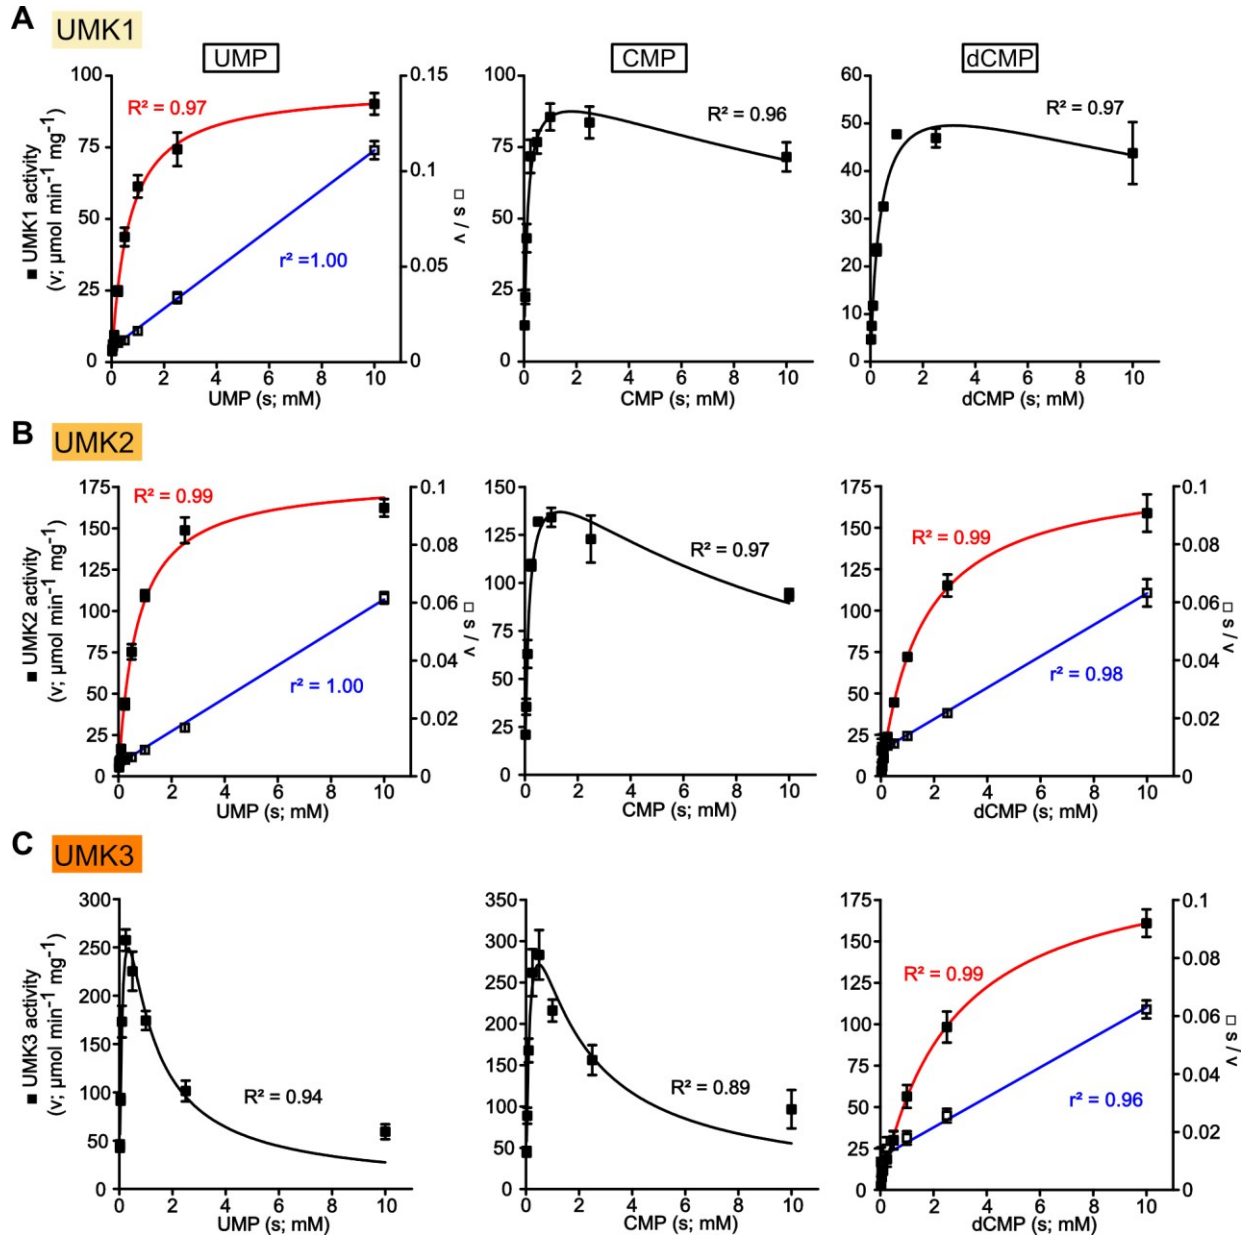 A
UMK1
UMP
CMP
dCMP
100
75
50
25
0
0.15
0.1
0.05
0
R² = 0.97
r² =1.00
■ UMK1 activity
(v; µmol min⁻¹ mg⁻¹)
□ s / v
0 2 4 6 8 10
UMP (s; mM)
100
75
50
25
0
R² = 0.96
0 2 4 6 8 10
CMP (s; mM)
60
50
40
30
20
10
0
R² = 0.97
0 2 4 6 8 10
dCMP (s; mM)
B
UMK2
175
150
125
100
75
50
25
0
0.1
0.08
0.06
0.04
0.02
0
R² = 0.99
r² = 1.00
■ UMK2 activity
(v; µmol min⁻¹ mg⁻¹)
□ s / v
0 2 4 6 8 10
UMP (s; mM)
150
125
100
75
50
25
0
R² = 0.97
0 2 4 6 8 10
CMP (s; mM)
175
150
125
100
75
50
25
0
0.1
0.08
0.06
0.04
0.02
0
R² = 0.99
r² = 0.98
□ s / v
0 2 4 6 8 10
dCMP (s; mM)
C
UMK3
300
250
200
150
100
50
0
R² = 0.94
■ UMK3 activity
(v; µmol min⁻¹ mg⁻¹)
0 2 4 6 8 10
UMP (s; mM)
350
300
250
200
150
100
50
0
R² = 0.89
0 2 4 6 8 10
CMP (s; mM)
175
150
125
100
75
50
25
0
0.1
0.08
0.06
0.04
0.02
0
R² = 0.99
r² = 0.96
□ s / v
0 2 4 6 8 10
dCMP (s; mM)